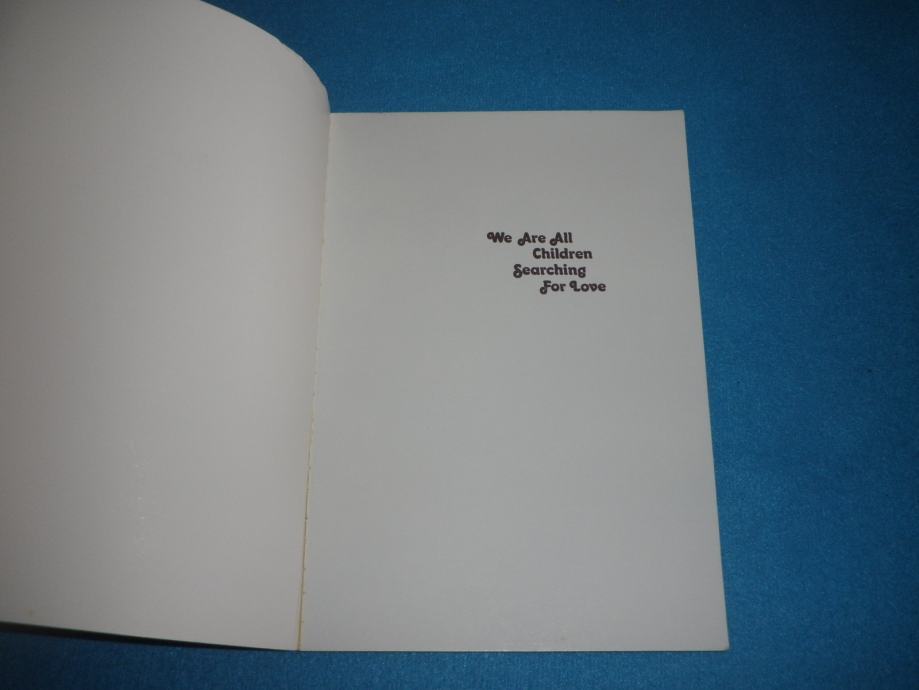 We Are All
Children
Searching
For Love